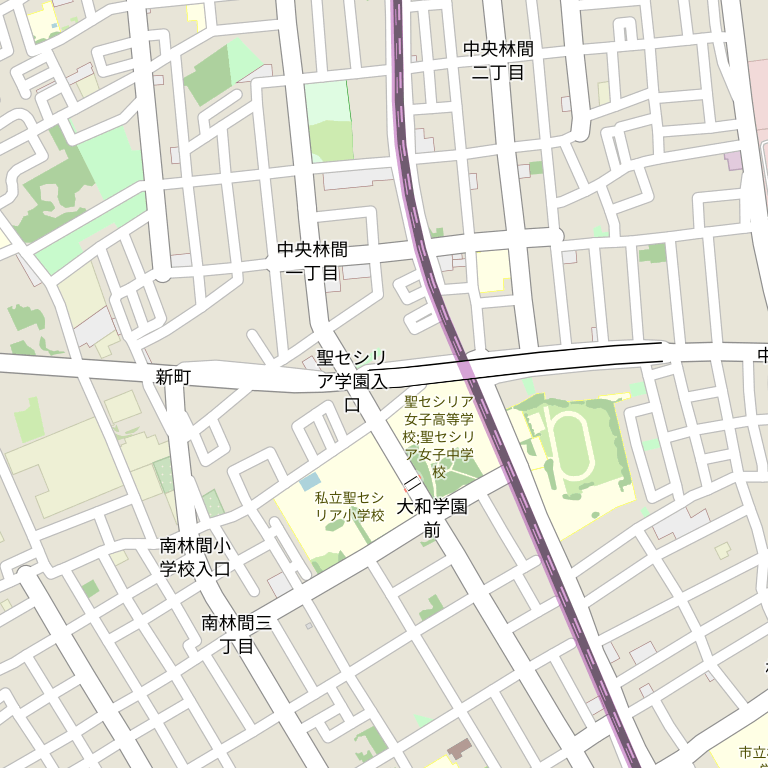 中央林間
二丁目
中央林間
一丁目
中
聖セシリ
ア学園入
口
新町
聖セシリア
女子高等学
校;聖セシリ
ア女子中学
校
私立聖セシ
リア小学校
大和学園
前
南林間小
学校入口
南林間三
丁目
市立